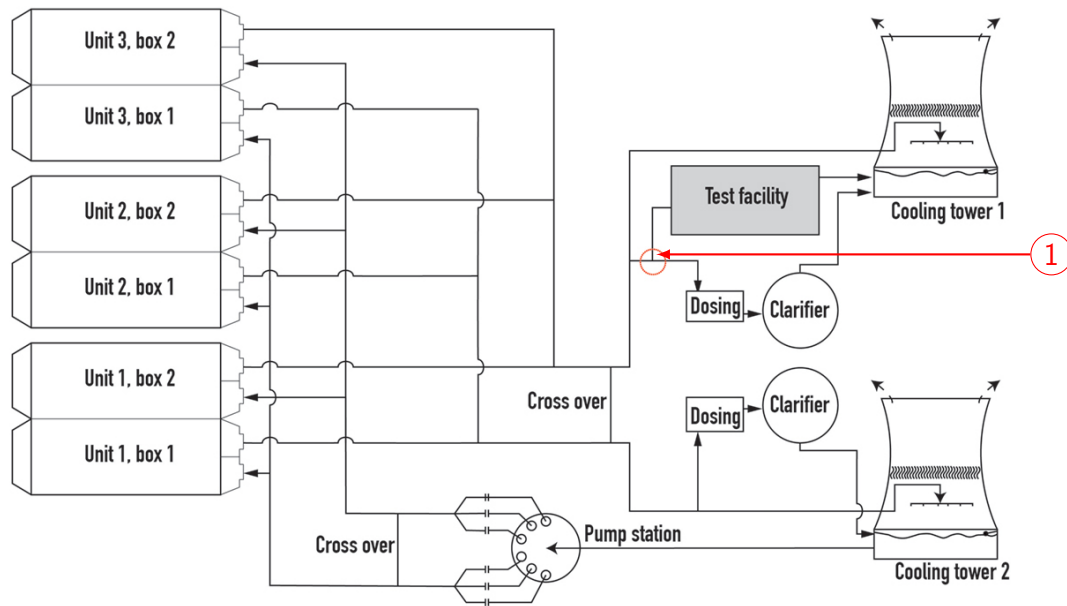 Unit 3, box 2
Unit 3, box 1
Unit 2, box 2
Unit 2, box 1
Unit 1, box 2
Unit 1, box 1
Cross over
Cross over
Pump station
Test facility
Dosing
Clarifier
Dosing
Clarifier
Cooling tower 1
1
Cooling tower 2